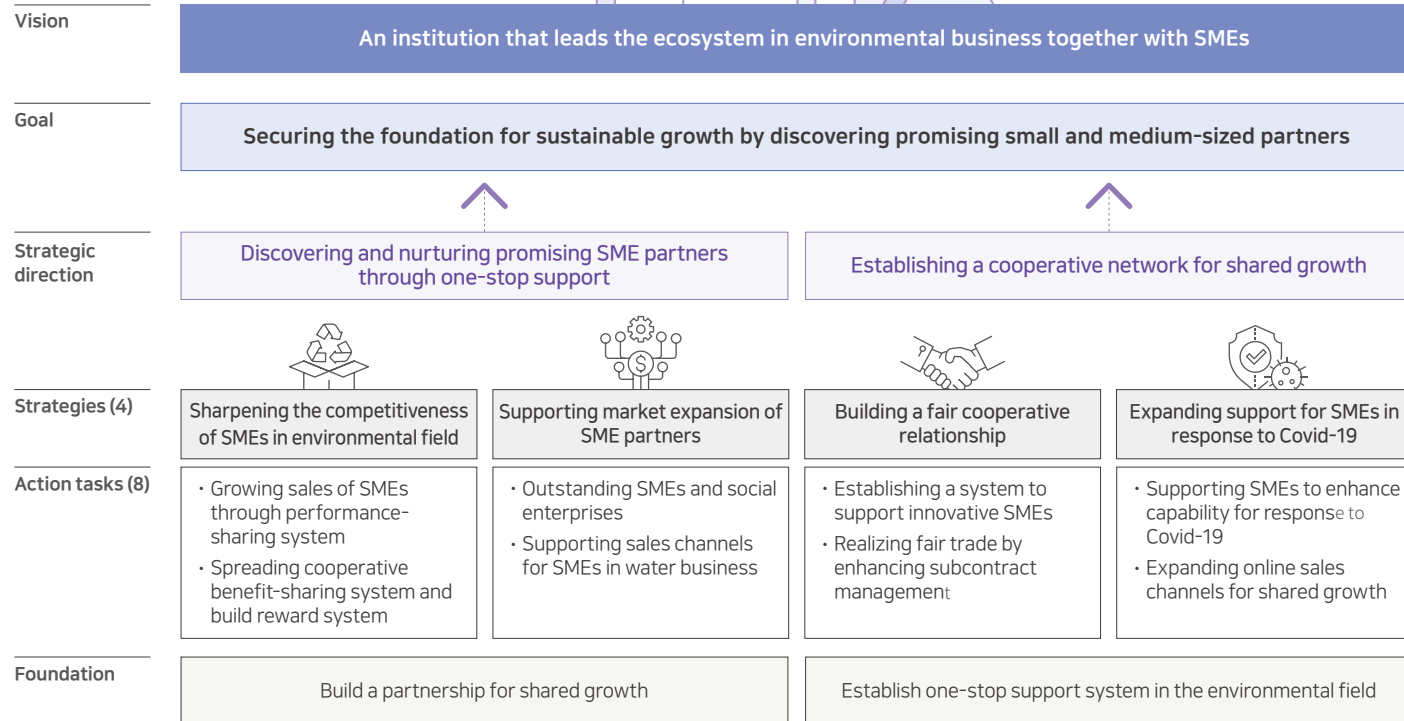 Vision
An institution that leads the ecosystem in environmental business together with SMEs
Goal
Securing the foundation for sustainable growth by discovering promising small and medium-sized partners
Strategic
direction
Discovering and nurturing promising SME partners
through one-stop support
Establishing a cooperative network for shared growth
$
Strategies (4)
Sharpening the competitiveness
of SMEs in environmental field
Supporting market expansion of
SME partners
Building a fair cooperative
relationship
Expanding support for SMEs in
response to Covid-19
Action tasks (8)
· Growing sales of SMEs
through performance-
sharing system
· Spreading cooperative
benefit-sharing system and
build reward system
· Outstanding SMEs and social
enterprises
· Supporting sales channels
for SMEs in water business
· Establishing a system to
support innovative SMEs
· Realizing fair trade by
enhancing subcontract
management
· Supporting SMEs to enhance
capability for response to
Covid-19
· Expanding online sales
channels for shared growth
Foundation
Build a partnership for shared growth
Establish one-stop support system in the environmental field